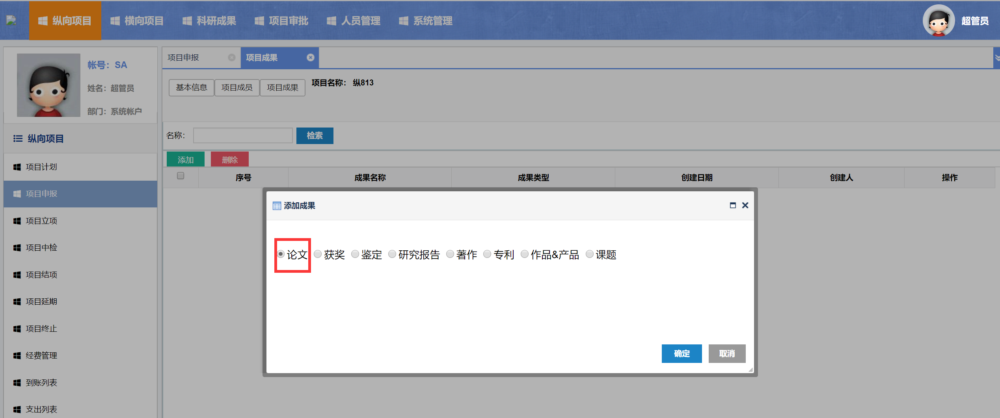 纵向项目 横向项目 科研成果 项目审批 人员管理 系统管理 超管员
帐号：SA
姓名：超管员
部门：系统帐户
纵向项目
项目计划
项目申报
项目立项
项目中检
项目结项
项目延期
项目终止
经费管理
到账列表
支出列表
项目申报 项目成果
基本信息 项目成员 项目成果 项目名称： 纵813
名称： 检索
添加 删除
序号 成果名称 成果类型 创建日期 创建人 操作
添加成果
论文 获奖 鉴定 研究报告 著作 专利 作品&产品 课题
确定 取消